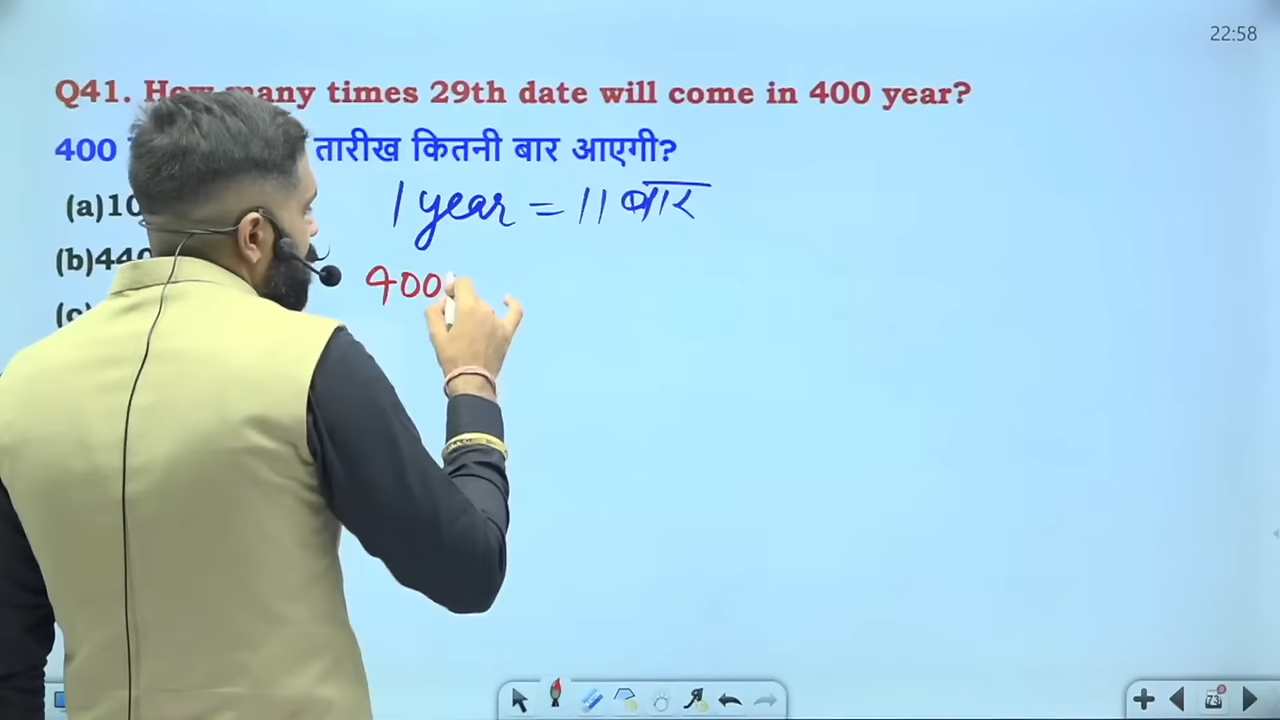 22:58
Q41. How many times 29th date will come in 400 year?
400 तारीख कितनी बार आएगी?
(a)10
1 year = 11 बार
(b)440
400
(c)
73